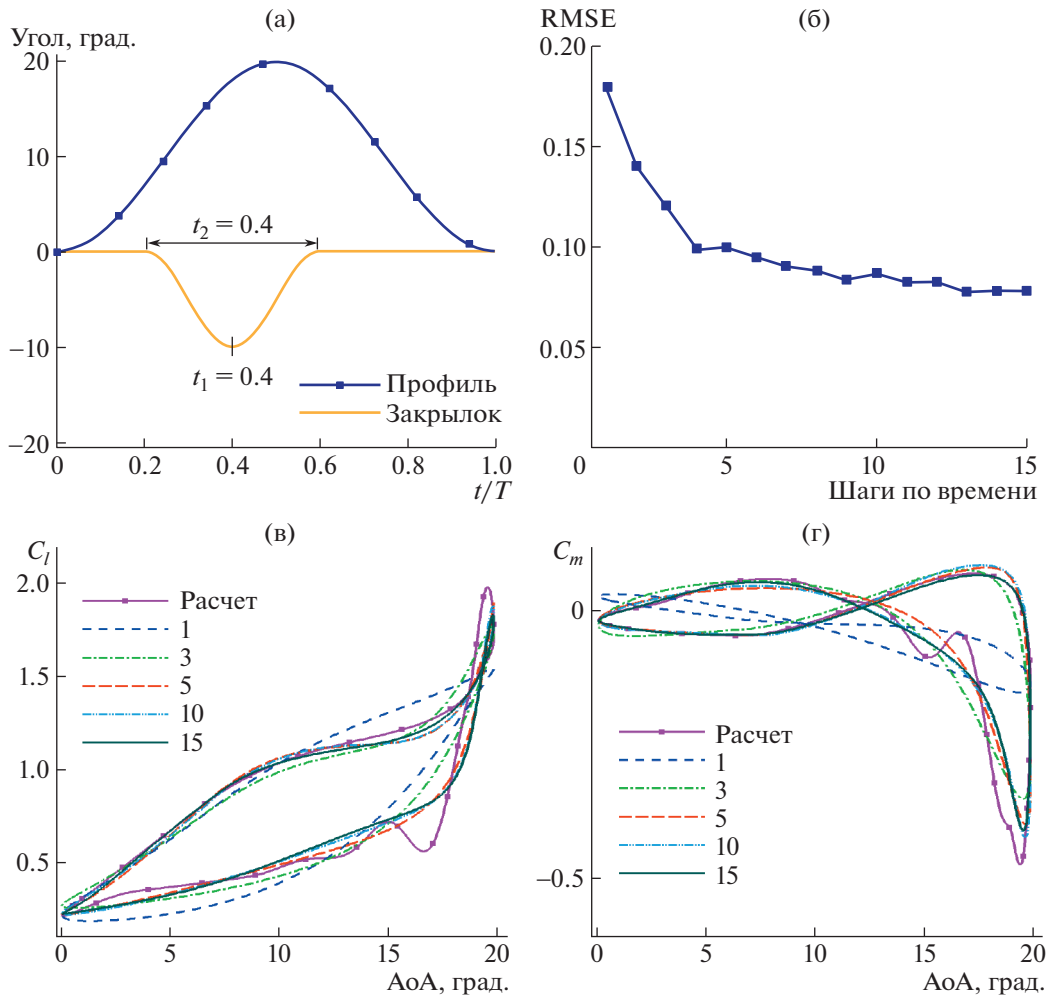 (а)
Угол, град.
20
10
0
−10
−20
t₂ = 0.4
t₁ = 0.4
Профиль
Закрылок
0
0.2
0.4
0.6
0.8
1.0
t/T
(б)
RMSE
0.20
0.15
0.10
0.05
0
5
10
15
Шаги по времени
(в)
Cₗ
2.0
1.5
1.0
0.5
Расчет
1
3
5
10
15
0
5
10
15
20
AoA, град.
(г)
Cₘ
0
−0.5
Расчет
1
3
5
10
15
0
5
10
15
20
AoA, град.